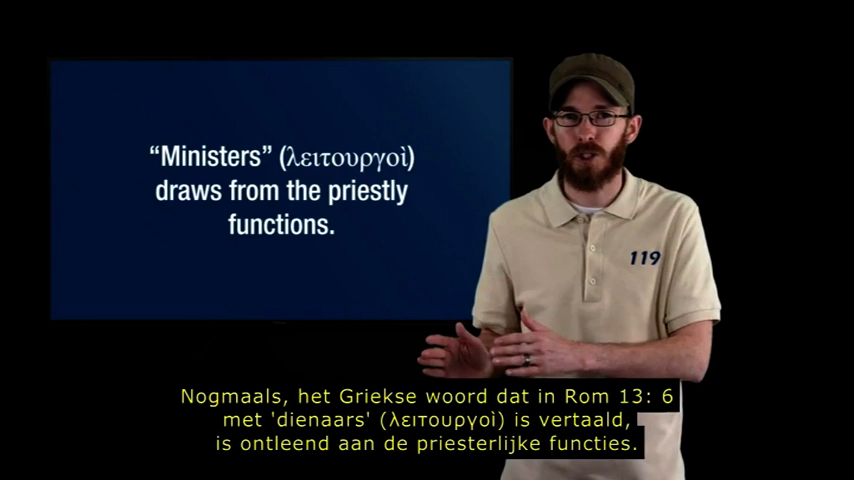 “Ministers” (λειτουργοὶ)
draws from the priestly
functions.
119
Nogmaals, het Griekse woord dat in Rom 13: 6
met 'dienaars' (λειτουργοὶ) is vertaald,
is ontleend aan de priesterlijke functies.